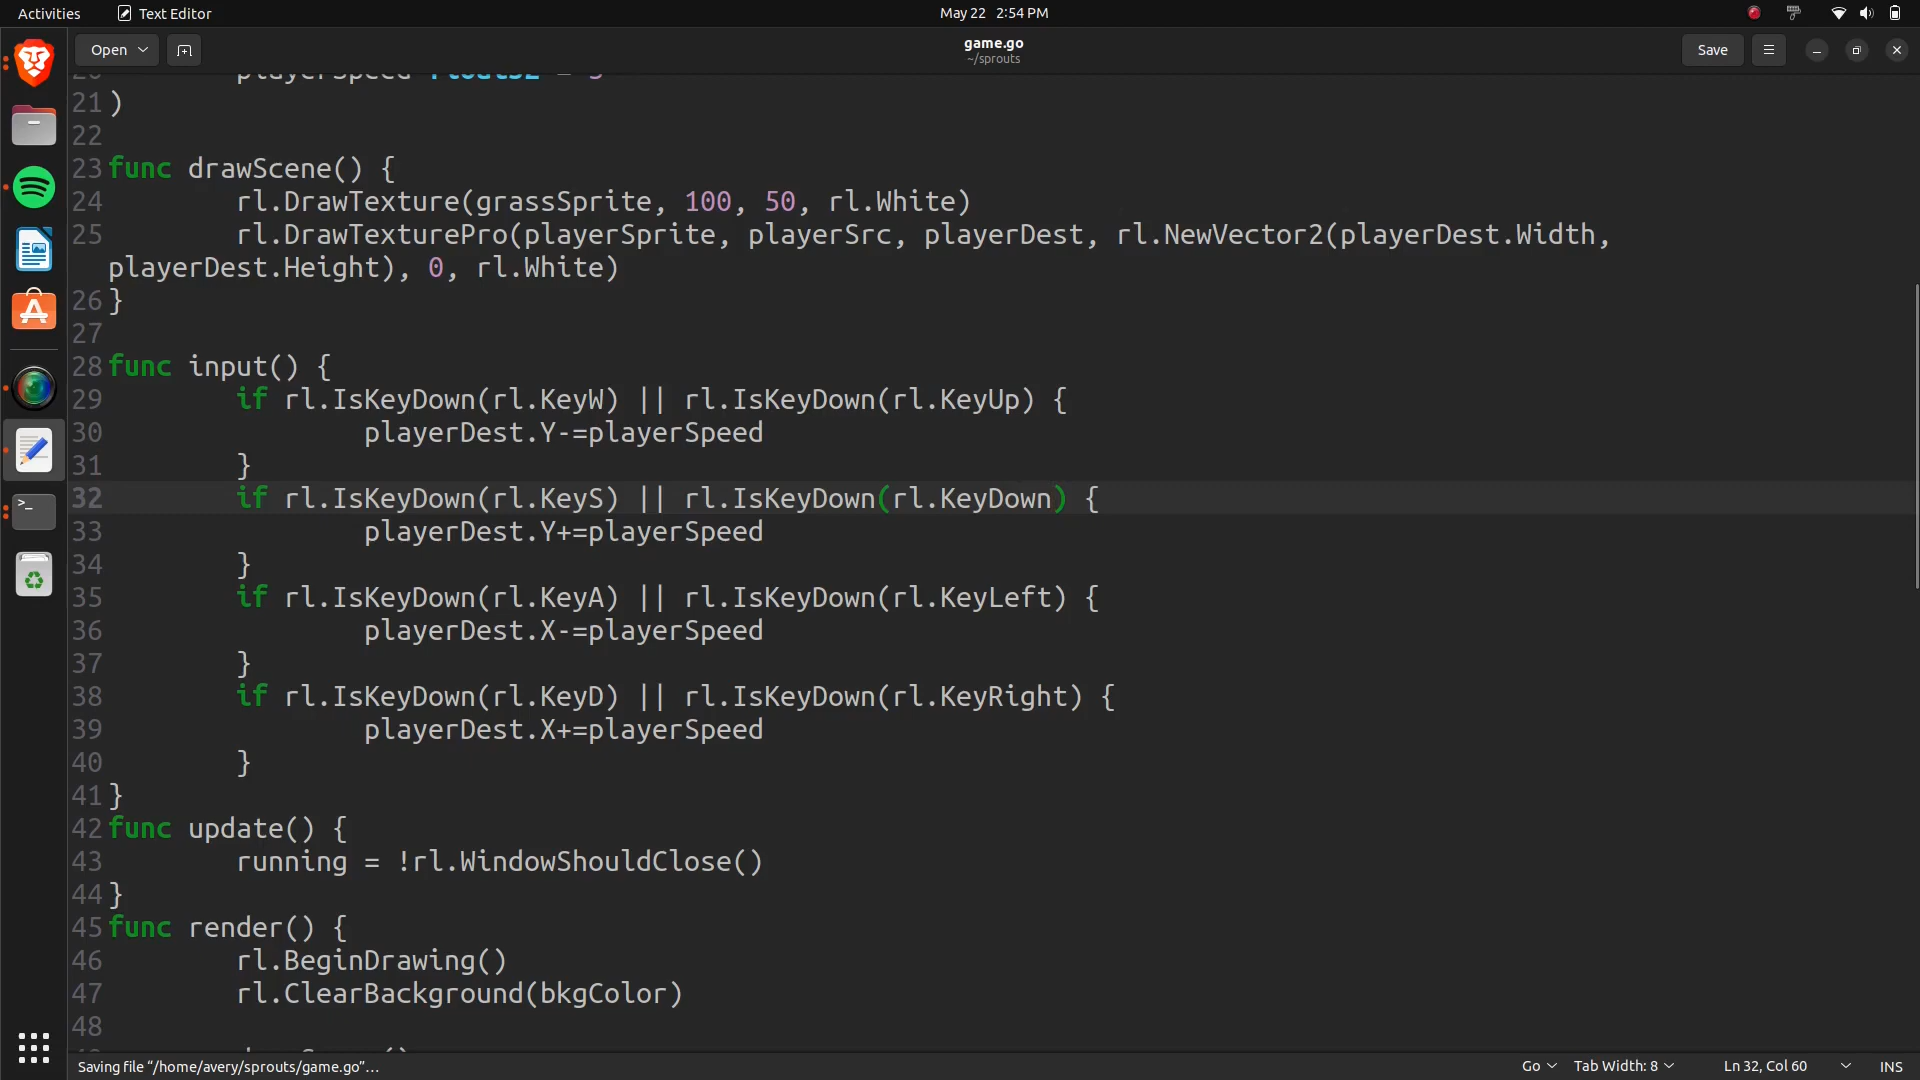 Activities
Text Editor
May 22 2:54 PM
Open
game.go
~/sprouts
Save
21 )
22
23 func drawScene() {
24 rl.DrawTexture(grassSprite, 100, 50, rl.White)
25 rl.DrawTexturePro(playerSprite, playerSrc, playerDest, rl.NewVector2(playerDest.Width,
playerDest.Height), 0, rl.White)
26 }
27
28 func input() {
29 if rl.IsKeyDown(rl.KeyW) || rl.IsKeyDown(rl.KeyUp) {
30 playerDest.Y-=playerSpeed
31 }
32 if rl.IsKeyDown(rl.KeyS) || rl.IsKeyDown(rl.KeyDown) {
33 playerDest.Y+=playerSpeed
34 }
35 if rl.IsKeyDown(rl.KeyA) || rl.IsKeyDown(rl.KeyLeft) {
36 playerDest.X-=playerSpeed
37 }
38 if rl.IsKeyDown(rl.KeyD) || rl.IsKeyDown(rl.KeyRight) {
39 playerDest.X+=playerSpeed
40 }
41 }
42 func update() {
43 running = !rl.WindowShouldClose()
44 }
45 func render() {
46 rl.BeginDrawing()
47 rl.ClearBackground(bkgColor)
48
Saving file “/home/avery/sprouts/game.go”…
Go
Tab Width: 8
Ln 32, Col 60
INS